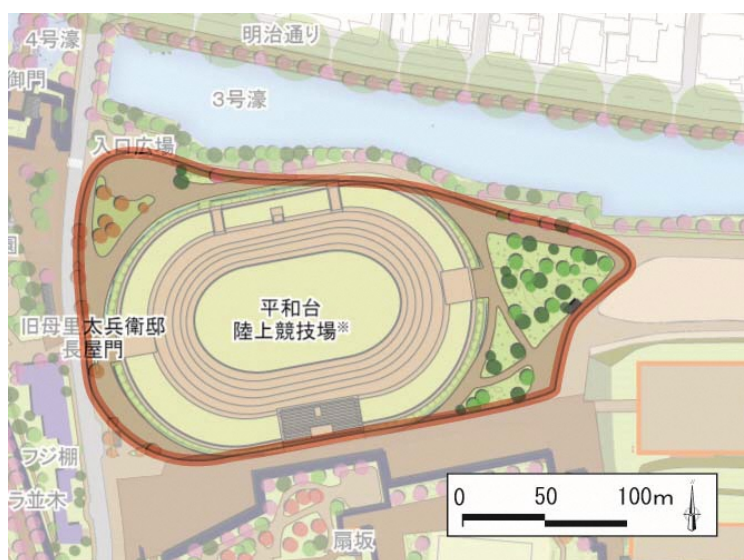 4号濠
明治通り
御門
3号濠
入口広場
園
平和台
陸上競技場※
旧母里太兵衛邸
長屋門
フジ棚
ラ並木
扇坂
0 50 100m